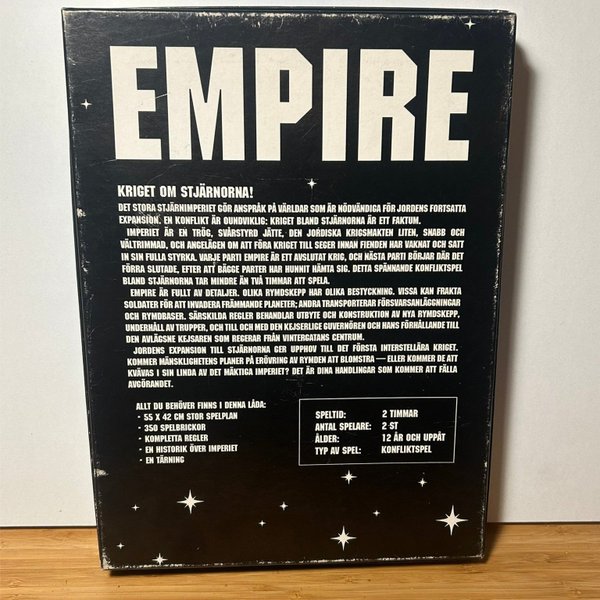 EMPIRE
KRIGET OM STJÄRNORNA!
DET STORA STJÄRNIMPERIET GÖR ANSPRÅK PÅ VÄRLDAR SOM ÄR NÖDVÄNDIGA FÖR JORDENS FORTSATTA
EXPANSION. EN KONFLIKT ÄR OUNDVIKLIG: KRIGET BLAND STJÄRNORNA ÄR ETT FAKTUM.
IMPERIET ÄR EN TRÖG, SVÅRSTYRD JÄTTE, DEN JORDISKA KRIGSMAKTEN LITEN, SNABB OCH
VÄLTRIMMAD, OCH ANGELÄGEN OM ATT FÖRA KRIGET TILL SEGER INNAN FIENDEN HAR VAKNAT OCH SATT
IN SIN FULLA STYRKA. VARJE PARTI EMPIRE ÄR ETT AVSLUTAT KRIG, OCH NÄSTA PARTI BÖRJAR DÄR DET
FÖRRA SLUTADE, EFTER ATT BÄGGE PARTER HAR HUNNIT HÄMTA SIG. DETTA SPÄNNANDE KONFLIKTSPEL
BLAND STJÄRNORNA TAR MINDRE ÄN TVÅ TIMMAR ATT SPELA.
EMPIRE ÄR FULLT AV DETALJER. OLIKA RYMDSKEPP HAR OLIKA BESTYCKNING. VISSA KAN FRAKTA
SOLDATER FÖR ATT INVADERA FRÄMMANDE PLANETER; ANDRA TRANSPORTERAR FÖRSVARSANLÄGGNINGAR
OCH RYMDBASER. SÄRSKILDA REGLER BEHANDLAR UTBYTE OCH KONSTRUKTION AV NYA RYMDSKEPP,
UNDERHÅLL AV TRUPPER, OCH TILL OCH MED DEN KEJSERLIGE GUVERNÖREN OCH HANS FÖRHÅLLANDE TILL
DEN AVLÄGSNE KEJSAREN SOM REGERAR FRÅN VINTERGATANS CENTRUM.
JORDENS EXPANSION TILL STJÄRNORNA GER UPPHOV TILL DET FÖRSTA INTERSTELLÄRA KRIGET.
KOMMER MÄNSKLIGHETENS PLANER PÅ ERÖVRING AV RYMDEN ATT BLOMSTRA — ELLER KOMMER DE ATT
KVÄVAS I SIN LINDA AV DET MÄKTIGA IMPERIET? DET ÄR DINA HANDLINGAR SOM KOMMER ATT FÄLLA
AVGÖRANDET.
ALLT DU BEHÖVER FINNS I DENNA LÅDA:
• 55 X 42 CM STOR SPELPLAN
• 350 SPELBRICKOR
• KOMPLETTA REGLER
• EN HISTORIK ÖVER IMPERIET
• EN TÄRNING
SPELTID: 2 TIMMAR
ANTAL SPELARE: 2 ST
ÅLDER: 12 ÅR OCH UPPÅT
TYP AV SPEL: KONFLIKTSPEL